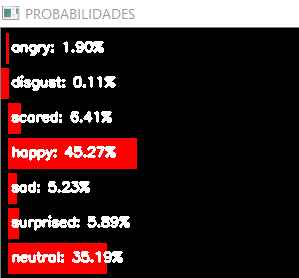 PROBABILIDADES
angry: 1.90%
disgust: 0.11%
scared: 6.41%
happy: 45.27%
sad: 5.23%
surprised: 5.89%
neutral: 35.19%